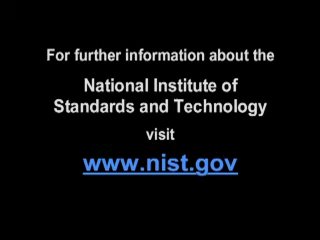 For further information about the
National Institute of
Standards and Technology
visit
www.nist.gov